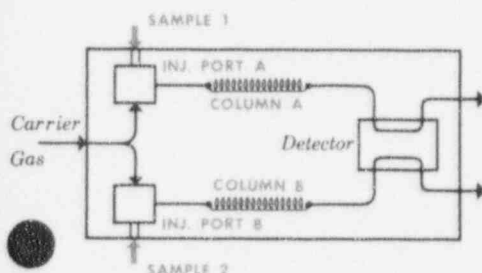 SAMPLE 1
INJ. PORT A
COLUMN A
Carrier
Gas
Detector
COLUMN B
INJ. PORT B
SAMPLE 2